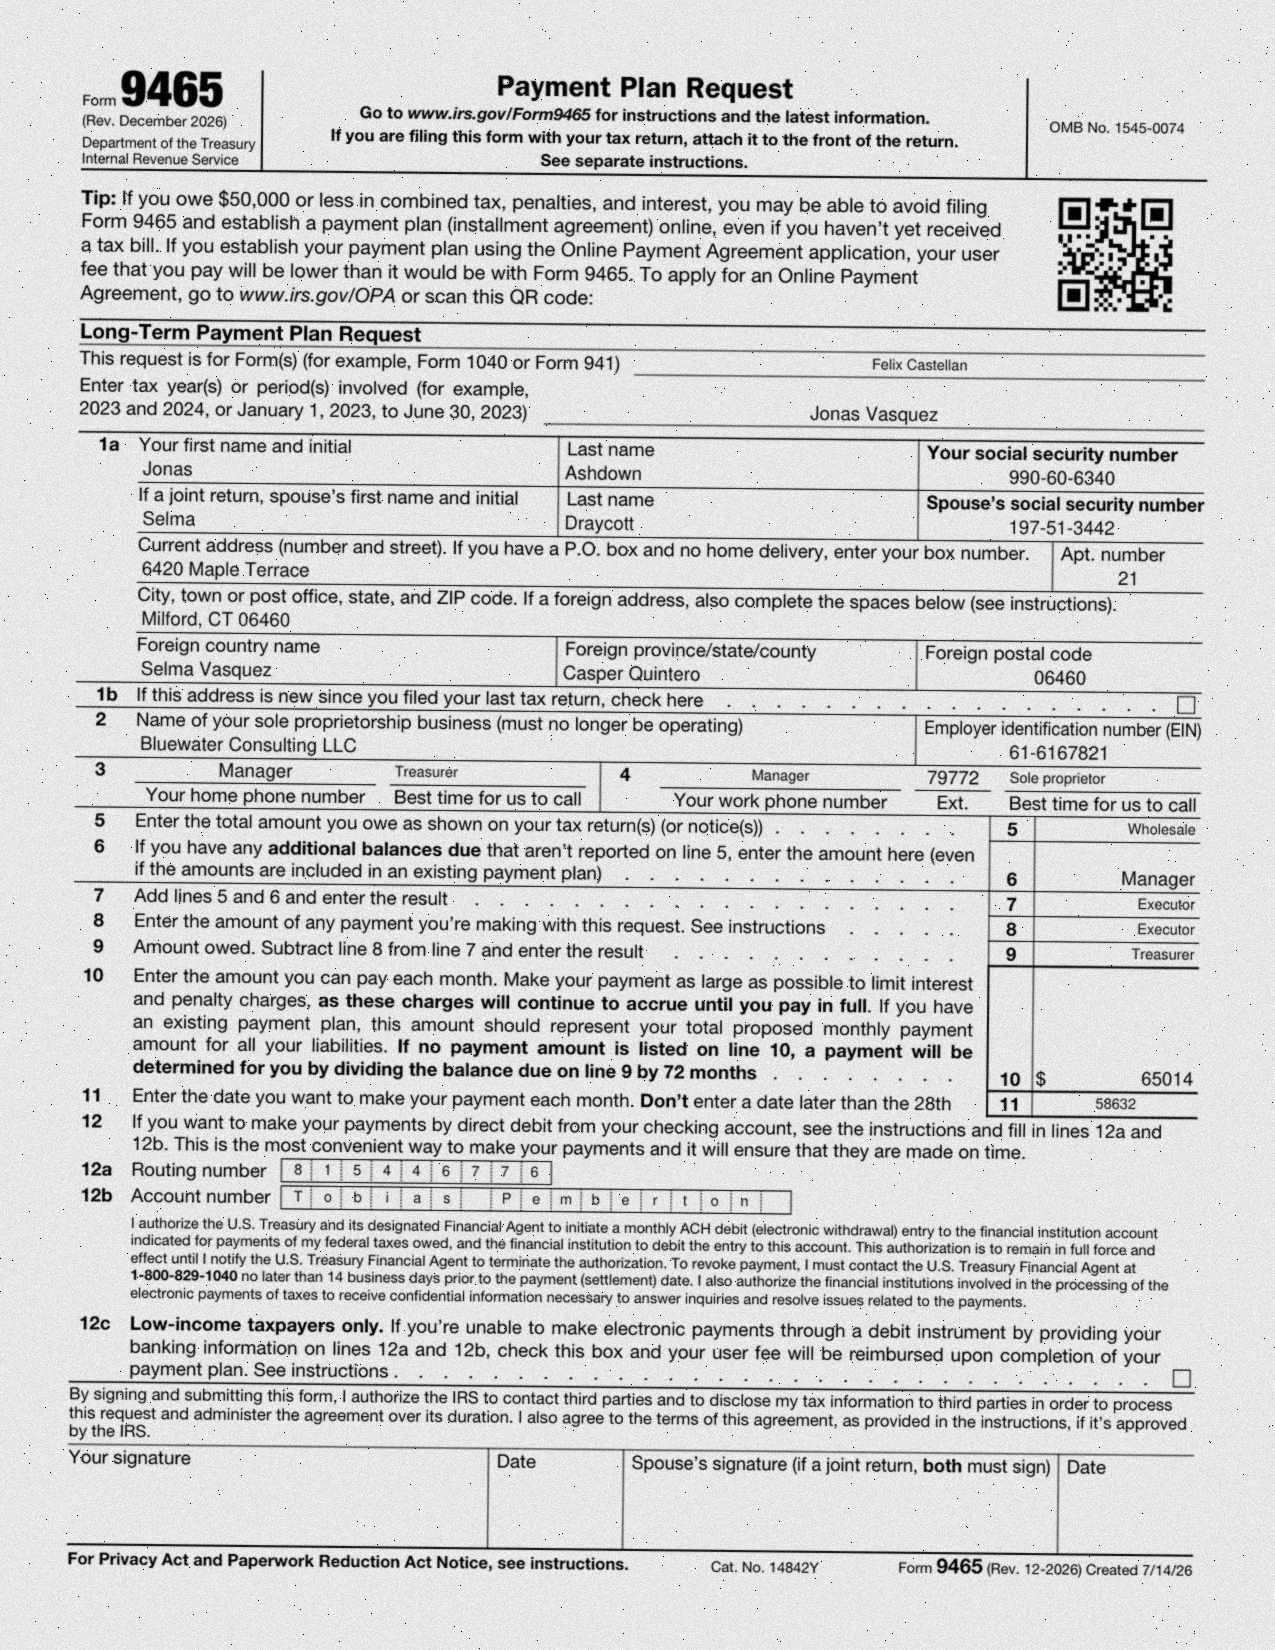 Form 9465
(Rev. December 2026)
Department of the Treasury
Internal Revenue Service
Payment Plan Request
Go to www.irs.gov/Form9465 for instructions and the latest information.
If you are filing this form with your tax return, attach it to the front of the return.
See separate instructions.
OMB No. 1545-0074
Tip: If you owe $50,000 or less in combined tax, penalties, and interest, you may be able to avoid filing
Form 9465 and establish a payment plan (installment agreement) online, even if you haven't yet received
a tax bill. If you establish your payment plan using the Online Payment Agreement application, your user
fee that you pay will be lower than it would be with Form 9465. To apply for an Online Payment
Agreement, go to www.irs.gov/OPA or scan this QR code:
Long-Term Payment Plan Request
This request is for Form(s) (for example, Form 1040 or Form 941) Felix Castellan
Enter tax year(s) or period(s) involved (for example,
2023 and 2024, or January 1, 2023, to June 30, 2023) Jonas Vasquez
1a Your first name and initial Last name Your social security number
Jonas Ashdown 990-60-6340
If a joint return, spouse's first name and initial Last name Spouse's social security number
Selma Draycott 197-51-3442
Current address (number and street). If you have a P.O. box and no home delivery, enter your box number. Apt. number
6420 Maple Terrace 21
City, town or post office, state, and ZIP code. If a foreign address, also complete the spaces below (see instructions).
Milford, CT 06460
Foreign country name Foreign province/state/county Foreign postal code
Selma Vasquez Casper Quintero 06460
1b If this address is new since you filed your last tax return, check here
2 Name of your sole proprietorship business (must no longer be operating) Employer identification number (EIN)
Bluewater Consulting LLC 61-6167821
3 Manager Treasurer 4 Manager 79772 Sole proprietor
Your home phone number Best time for us to call Your work phone number Ext. Best time for us to call
5 Enter the total amount you owe as shown on your tax return(s) (or notice(s)) 5 Wholesale
6 If you have any additional balances due that aren't reported on line 5, enter the amount here (even
if the amounts are included in an existing payment plan) 6 Manager
7 Add lines 5 and 6 and enter the result 7 Executor
8 Enter the amount of any payment you're making with this request. See instructions 8 Executor
9 Amount owed. Subtract line 8 from line 7 and enter the result 9 Treasurer
10 Enter the amount you can pay each month. Make your payment as large as possible to limit interest
and penalty charges, as these charges will continue to accrue until you pay in full. If you have
an existing payment plan, this amount should represent your total proposed monthly payment
amount for all your liabilities. If no payment amount is listed on line 10, a payment will be
determined for you by dividing the balance due on line 9 by 72 months 10 $ 65014
11 Enter the date you want to make your payment each month. Don't enter a date later than the 28th 11 58632
12 If you want to make your payments by direct debit from your checking account, see the instructions and fill in lines 12a and
12b. This is the most convenient way to make your payments and it will ensure that they are made on time.
12a Routing number 815446776
12b Account number Tobias Pemberton
I authorize the U.S. Treasury and its designated Financial Agent to initiate a monthly ACH debit (electronic withdrawal) entry to the financial institution account
indicated for payments of my federal taxes owed, and the financial institution to debit the entry to this account. This authorization is to remain in full force and
effect until I notify the U.S. Treasury Financial Agent to terminate the authorization. To revoke payment, I must contact the U.S. Treasury Financial Agent at
1-800-829-1040 no later than 14 business days prior to the payment (settlement) date. I also authorize the financial institutions involved in the processing of the
electronic payments of taxes to receive confidential information necessary to answer inquiries and resolve issues related to the payments.
12c Low-income taxpayers only. If you're unable to make electronic payments through a debit instrument by providing your
banking information on lines 12a and 12b, check this box and your user fee will be reimbursed upon completion of your
payment plan. See instructions
By signing and submitting this form, I authorize the IRS to contact third parties and to disclose my tax information to third parties in order to process
this request and administer the agreement over its duration. I also agree to the terms of this agreement, as provided in the instructions, if it's approved
by the IRS.
Your signature Date Spouse's signature (if a joint return, both must sign) Date
For Privacy Act and Paperwork Reduction Act Notice, see instructions. Cat. No. 14842Y Form 9465 (Rev. 12-2026) Created 7/14/26